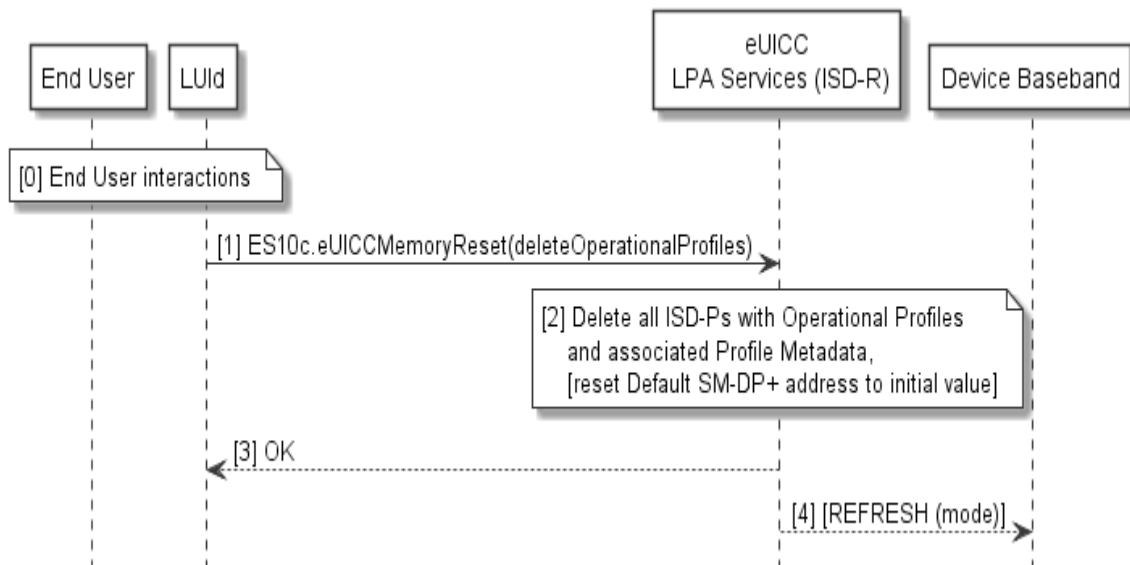 End User
LUId
eUICC
LPA Services (ISD-R)
Device Baseband
[0] End User interactions
[1] ES10c.eUICCMemoryReset(deleteOperationalProfiles)
[2] Delete all ISD-Ps with Operational Profiles
and associated Profile Metadata,
[reset Default SM-DP+ address to initial value]
[3] OK
[4] [REFRESH (mode)]